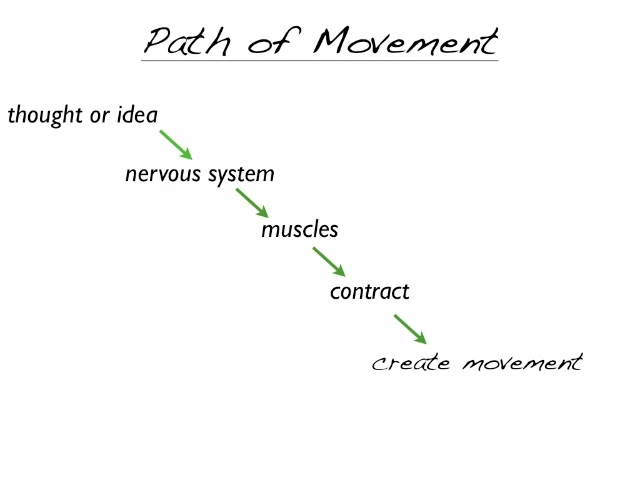 Path of Movement
thought or idea
nervous system
muscles
contract
create movement